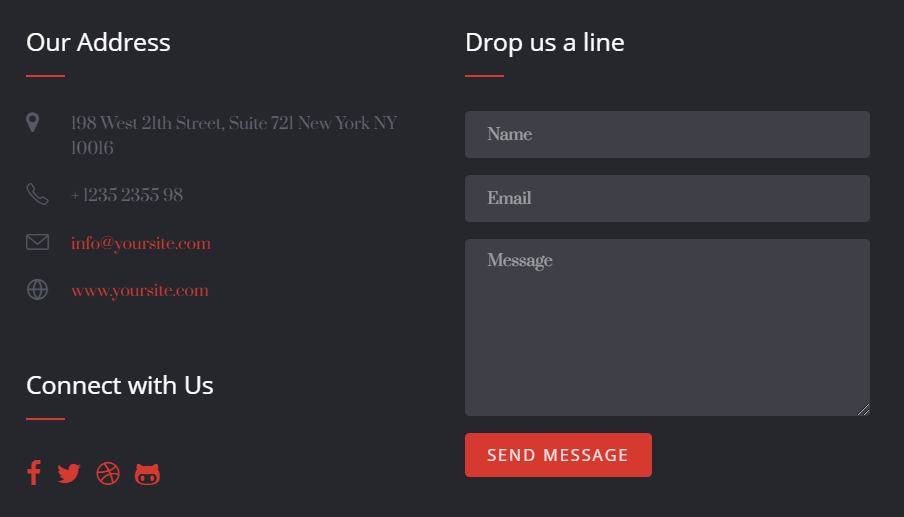 Our Address
198 West 21th Street, Suite 721 New York NY
10016
+ 1235 2355 98
info@yoursite.com
www.yoursite.com
Connect with Us
Drop us a line
Name
Email
Message
SEND MESSAGE